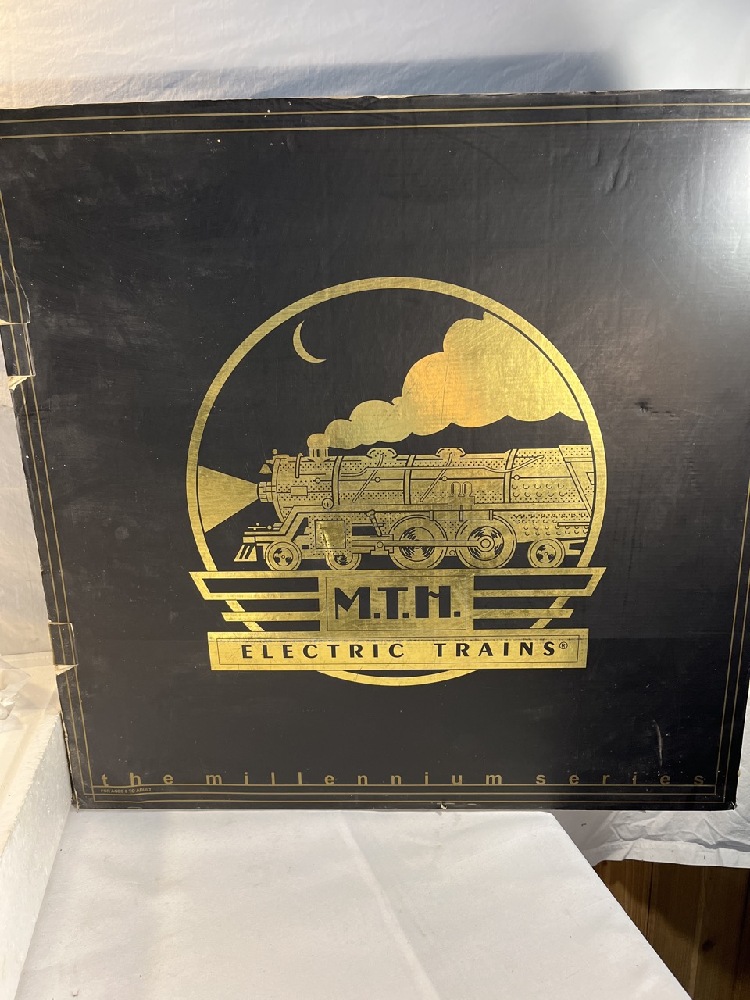 M.T.H.
ELECTRIC TRAINS®
the millennium series